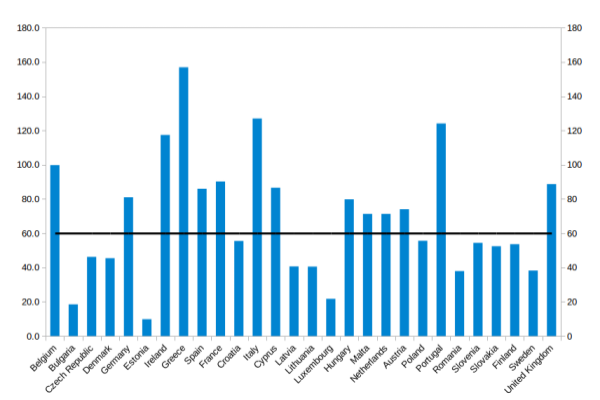 180.0
160.0
140.0
120.0
100.0
80.0
60.0
40.0
20.0
0.0
180
160
140
120
100
80
60
40
20
0
Belgium
Bulgaria
Czech Republic
Denmark
Germany
Estonia
Ireland
Greece
Spain
France
Croatia
Italy
Cyprus
Latvia
Lithuania
Luxembourg
Hungary
Malta
Netherlands
Austria
Poland
Portugal
Romania
Slovenia
Slovakia
Finland
Sweden
United Kingdom